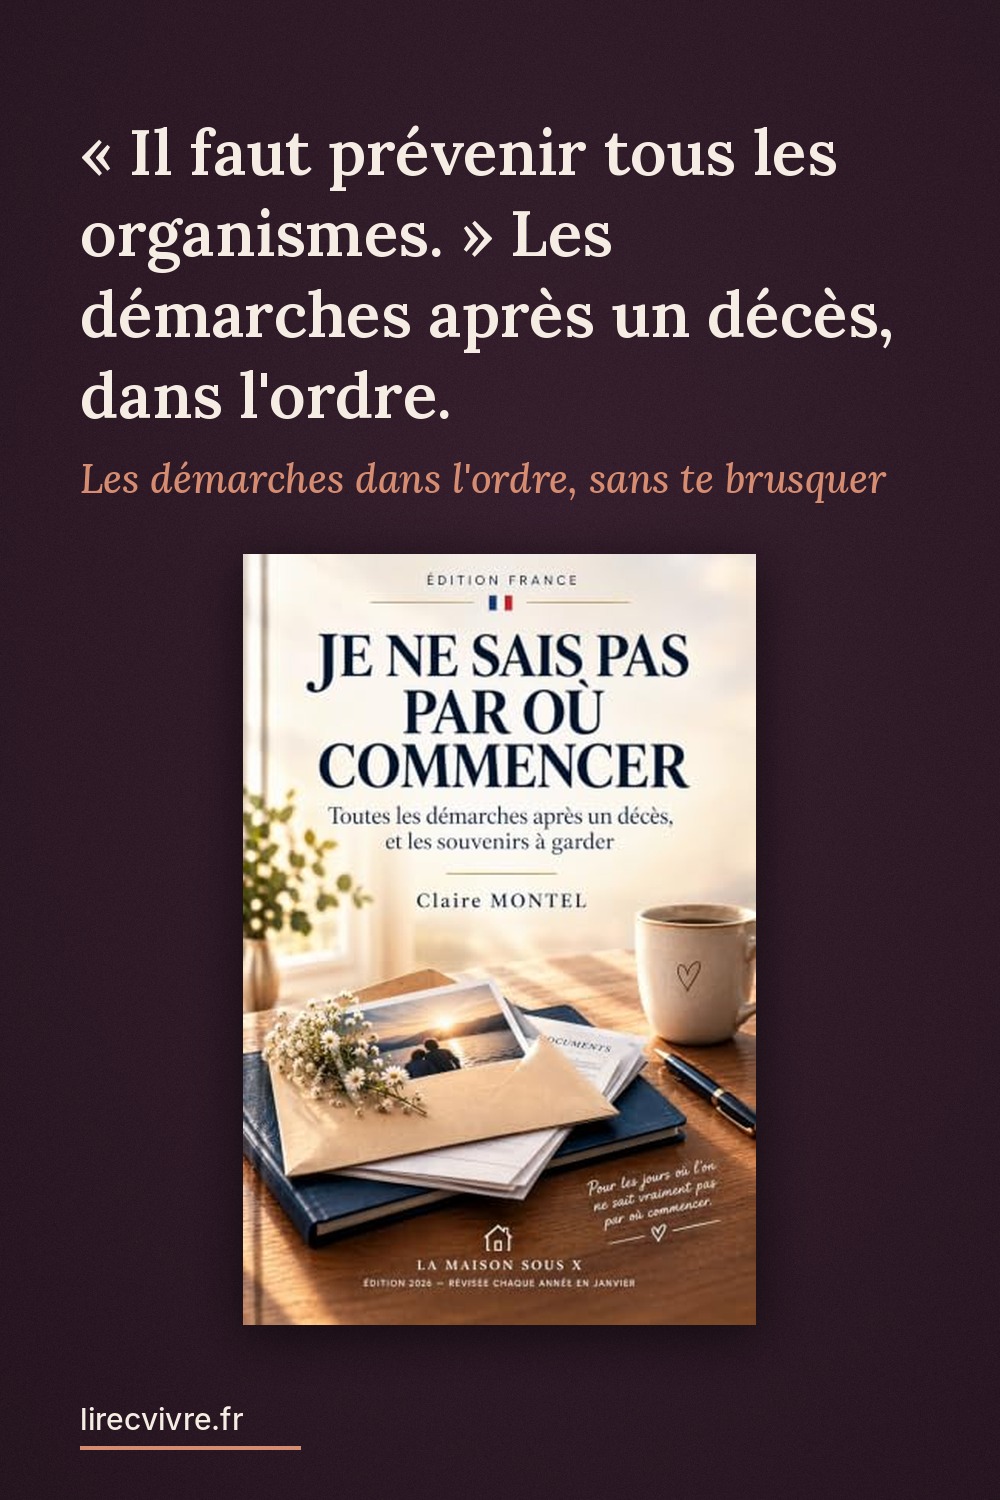 « Il faut prévenir tous les
organismes. » Les
démarches après un décès,
dans l'ordre.
Les démarches dans l'ordre, sans te brusquer
ÉDITION FRANCE
JE NE SAIS PAS
PAR OÙ
COMMENCER
Toutes les démarches après un décès,
et les souvenirs à garder
Claire MONTEL
OCUMENTS
Pour les jours où l'on
ne sait vraiment pas
par où commencer.
LA MAISON SOUS X
ÉDITION 2026 — RÉVISÉE CHAQUE ANNÉE EN JANVIER
lirecvivre.fr